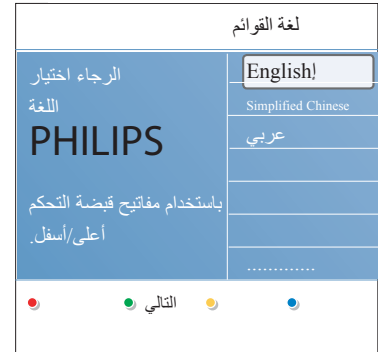 لغة القوائم
الرجاء اختيار
اللغة
PHILIPS
باستخدام مفاتيح قبضة التحكم
أعلى/أسفل.
English
Simplified Chinese
عربي
.............
التالي